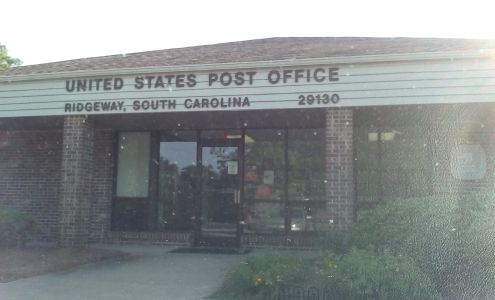 UNITED STATES POST OFFICE
RIDGEWAY, SOUTH CAROLINA 29130